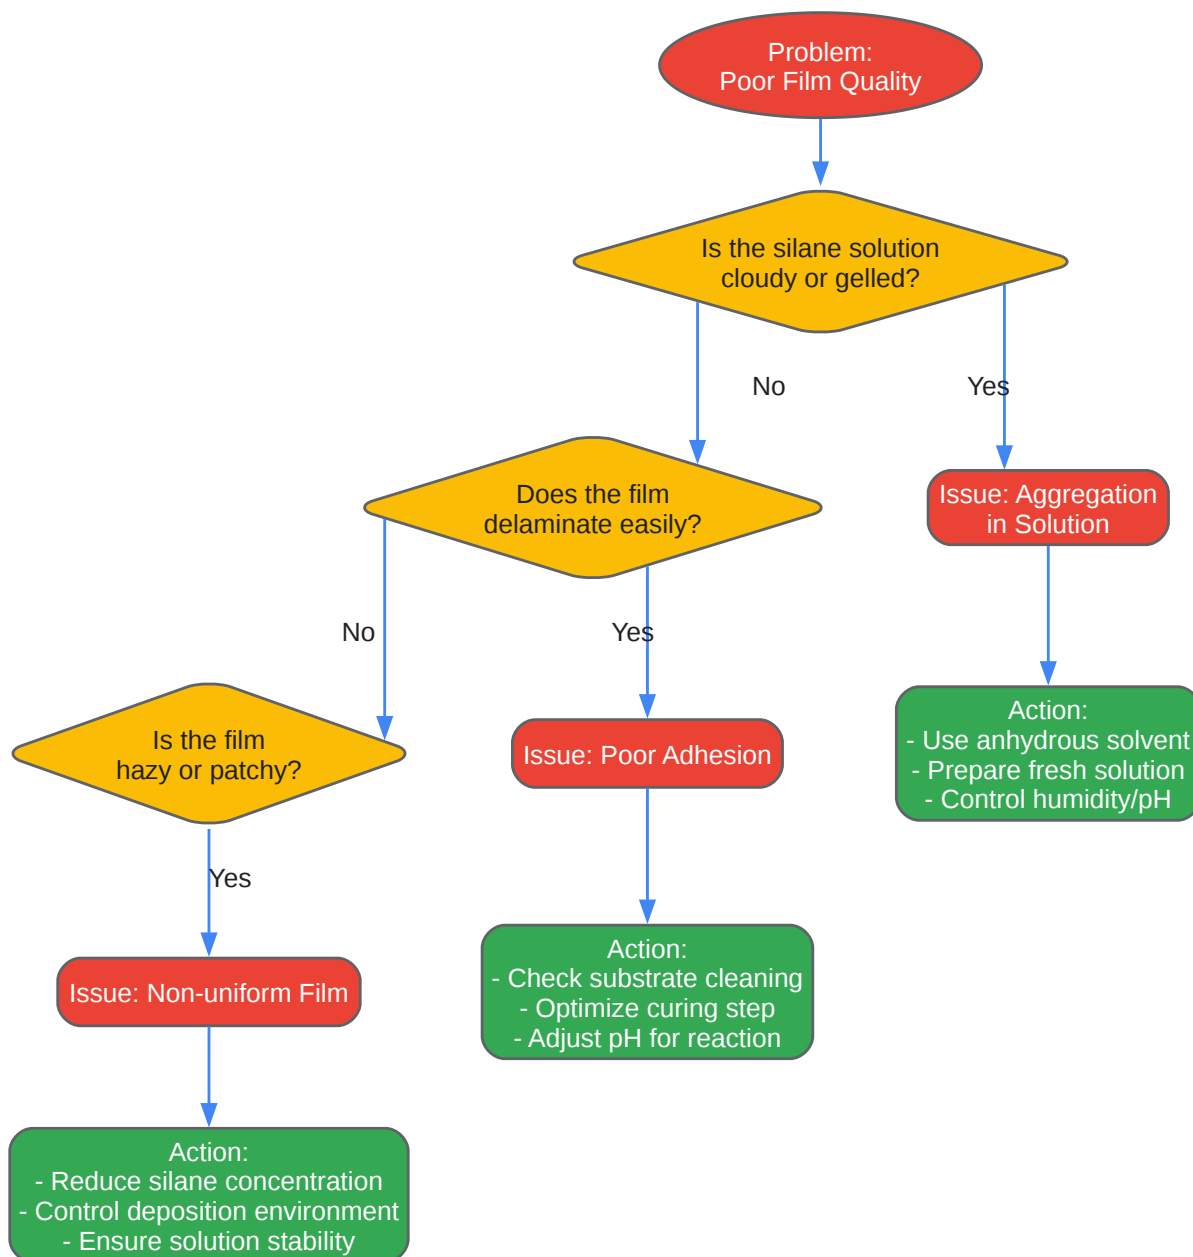 Problem:
Poor Film Quality
Is the silane solution
cloudy or gelled?
No
Yes
Does the film
delaminate easily?
Issue: Aggregation
in Solution
No
Yes
Is the film
hazy or patchy?
Issue: Poor Adhesion
Action:
- Use anhydrous solvent
- Prepare fresh solution
- Control humidity/pH
Yes
Issue: Non-uniform Film
Action:
- Check substrate cleaning
- Optimize curing step
- Adjust pH for reaction
Action:
- Reduce silane concentration
- Control deposition environment
- Ensure solution stability